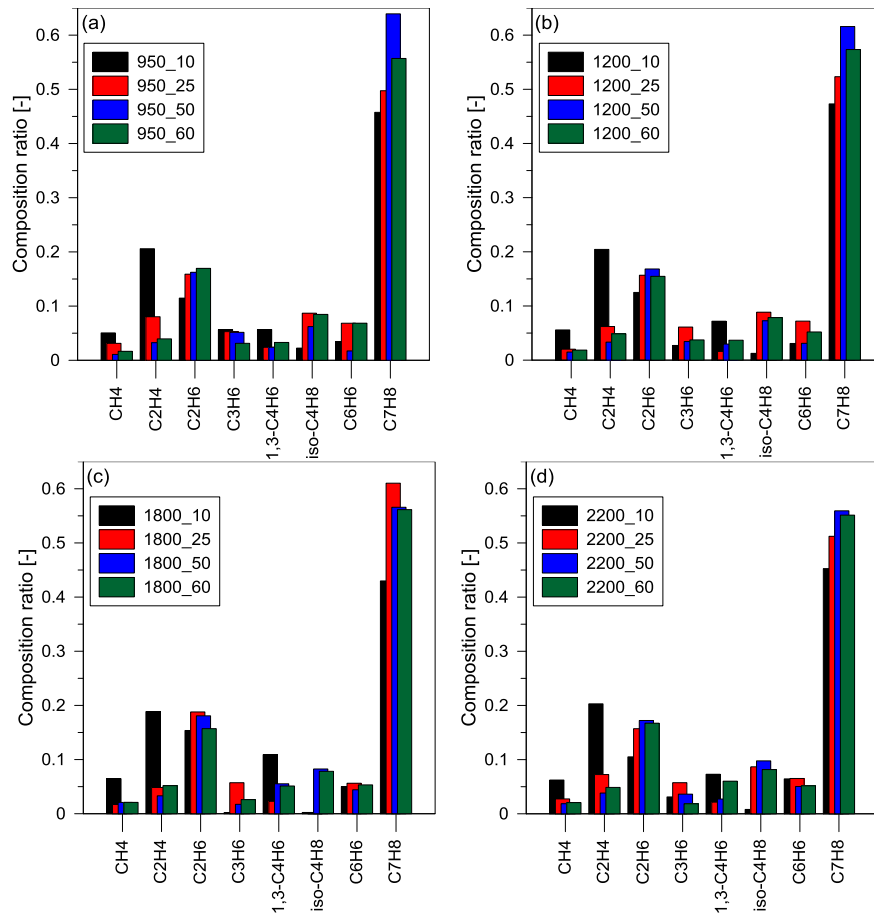 (a)
950_10
950_25
950_50
950_60
Composition ratio [-]
0.6
0.5
0.4
0.3
0.2
0.1
0
CH4
C2H4
C2H6
C3H6
1,3-C4H6
iso-C4H8
C6H6
C7H8
(b)
1200_10
1200_25
1200_50
1200_60
Composition ratio [-]
0.6
0.5
0.4
0.3
0.2
0.1
0
CH4
C2H4
C2H6
C3H6
1,3-C4H6
iso-C4H8
C6H6
C7H8
(c)
1800_10
1800_25
1800_50
1800_60
Composition ratio [-]
0.6
0.5
0.4
0.3
0.2
0.1
0
CH4
C2H4
C2H6
C3H6
1,3-C4H6
iso-C4H8
C6H6
C7H8
(d)
2200_10
2200_25
2200_50
2200_60
Composition ratio [-]
0.6
0.5
0.4
0.3
0.2
0.1
0
CH4
C2H4
C2H6
C3H6
1,3-C4H6
iso-C4H8
C6H6
C7H8